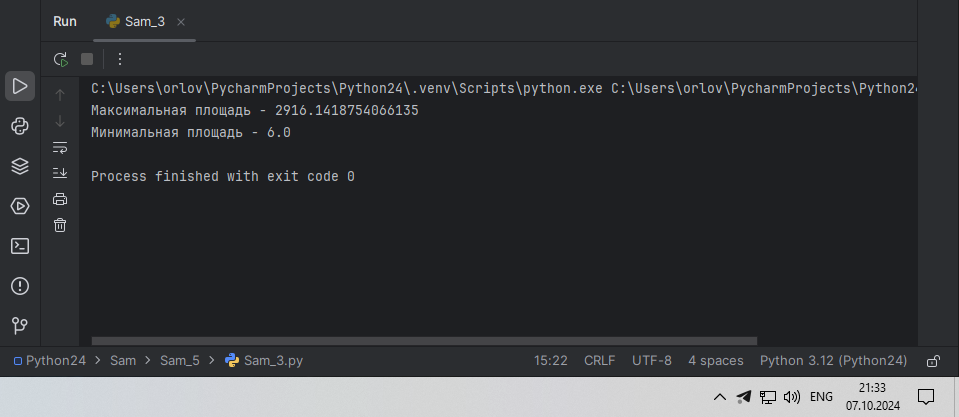 Run Sam_3
C:\Users\orlov\PycharmProjects\Python24\.venv\Scripts\python.exe C:\Users\orlov\PycharmProjects\Python24
Максимальная площадь - 2916.1418754066135
Минимальная площадь - 6.0
Process finished with exit code 0
Python24 > Sam > Sam_5 > Sam_3.py 15:22 CRLF UTF-8 4 spaces Python 3.12 (Python24)
ENG
21:33
07.10.2024